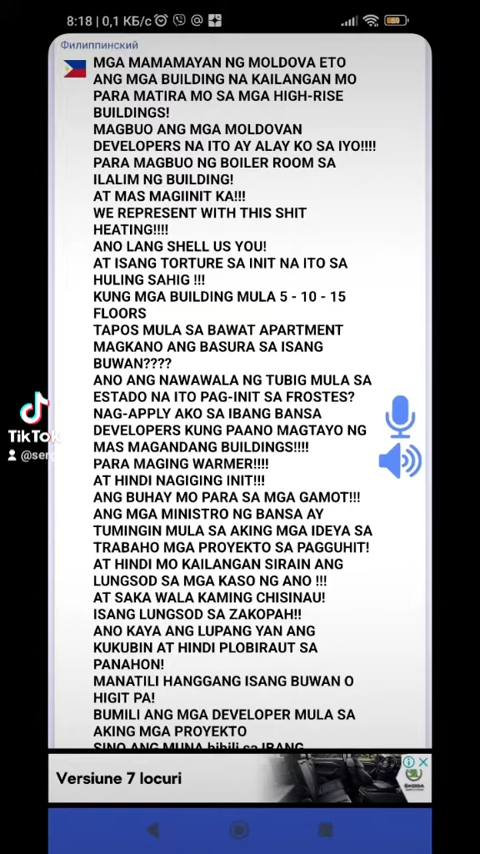 8:18 | 0,1 КБ/с
59
Филиппинский
MGA MAMAMAYAN NG MOLDOVA ETO
ANG MGA BUILDING NA KAILANGAN MO
PARA MATIRA MO SA MGA HIGH-RISE
BUILDINGS!
MAGBUO ANG MGA MOLDOVAN
DEVELOPERS NA ITO AY ALAY KO SA IYO!!!!
PARA MAGBUO NG BOILER ROOM SA
ILALIM NG BUILDING!
AT MAS MAGIINIT KA!!!
WE REPRESENT WITH THIS SHIT
HEATING!!!!
ANO LANG SHELL US YOU!
AT ISANG TORTURE SA INIT NA ITO SA
HULING SAHIG !!!
KUNG MGA BUILDING MULA 5 - 10 - 15
FLOORS
TAPOS MULA SA BAWAT APARTMENT
MAGKANO ANG BASURA SA ISANG
BUWAN????
ANO ANG NAWAWALA NG TUBIG MULA SA
ESTADO NA ITO PAG-INIT SA FROSTES?
NAG-APPLY AKO SA IBANG BANSA
DEVELOPERS KUNG PAANO MAGTAYO NG
MAS MAGANDANG BUILDINGS!!!!
PARA MAGING WARMER!!!!
AT HINDI NAGIGING INIT!!!
ANG BUHAY MO PARA SA MGA GAMOT!!!
ANG MGA MINISTRO NG BANSA AY
TUMINGIN MULA SA AKING MGA IDEYA SA
TRABAHO MGA PROYEKTO SA PAGGUHIT!
AT HINDI MO KAILANGAN SIRAIN ANG
LUNGSOD SA MGA KASO NG ANO !!!
AT SAKA WALA KAMING CHISINAU!
ISANG LUNGSOD SA ZAKOPAH!!
ANO KAYA ANG LUPANG YAN ANG
KUKUBIN AT HINDI PLOBIRAUT SA
PANAHON!
MANATILI HANGGANG ISANG BUWAN O
HIGIT PA!
BUMILI ANG MGA DEVELOPER MULA SA
AKING MGA PROYEKTO
SINO ANG MUNA bibili sa IBANG
TikTok
Versiune 7 locuri
SKODA